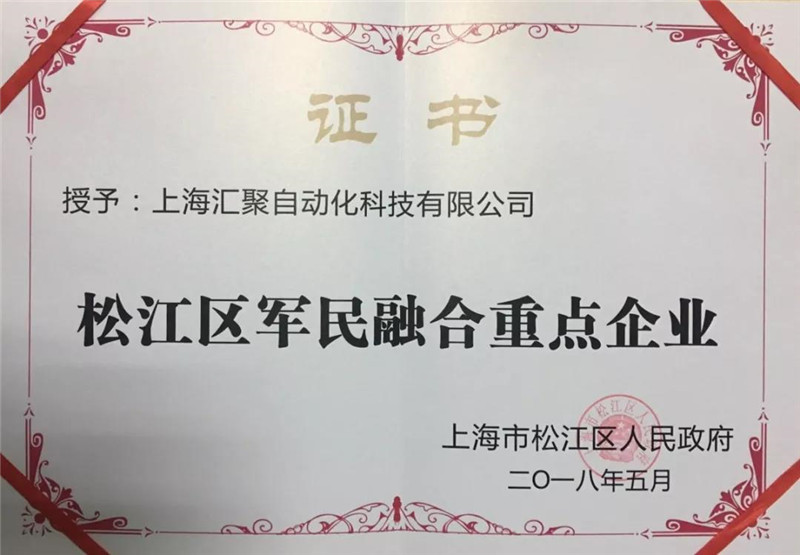 证书
授予：上海汇聚自动化科技有限公司
松江区军民融合重点企业
上海市松江区人民政府
二〇一八年五月